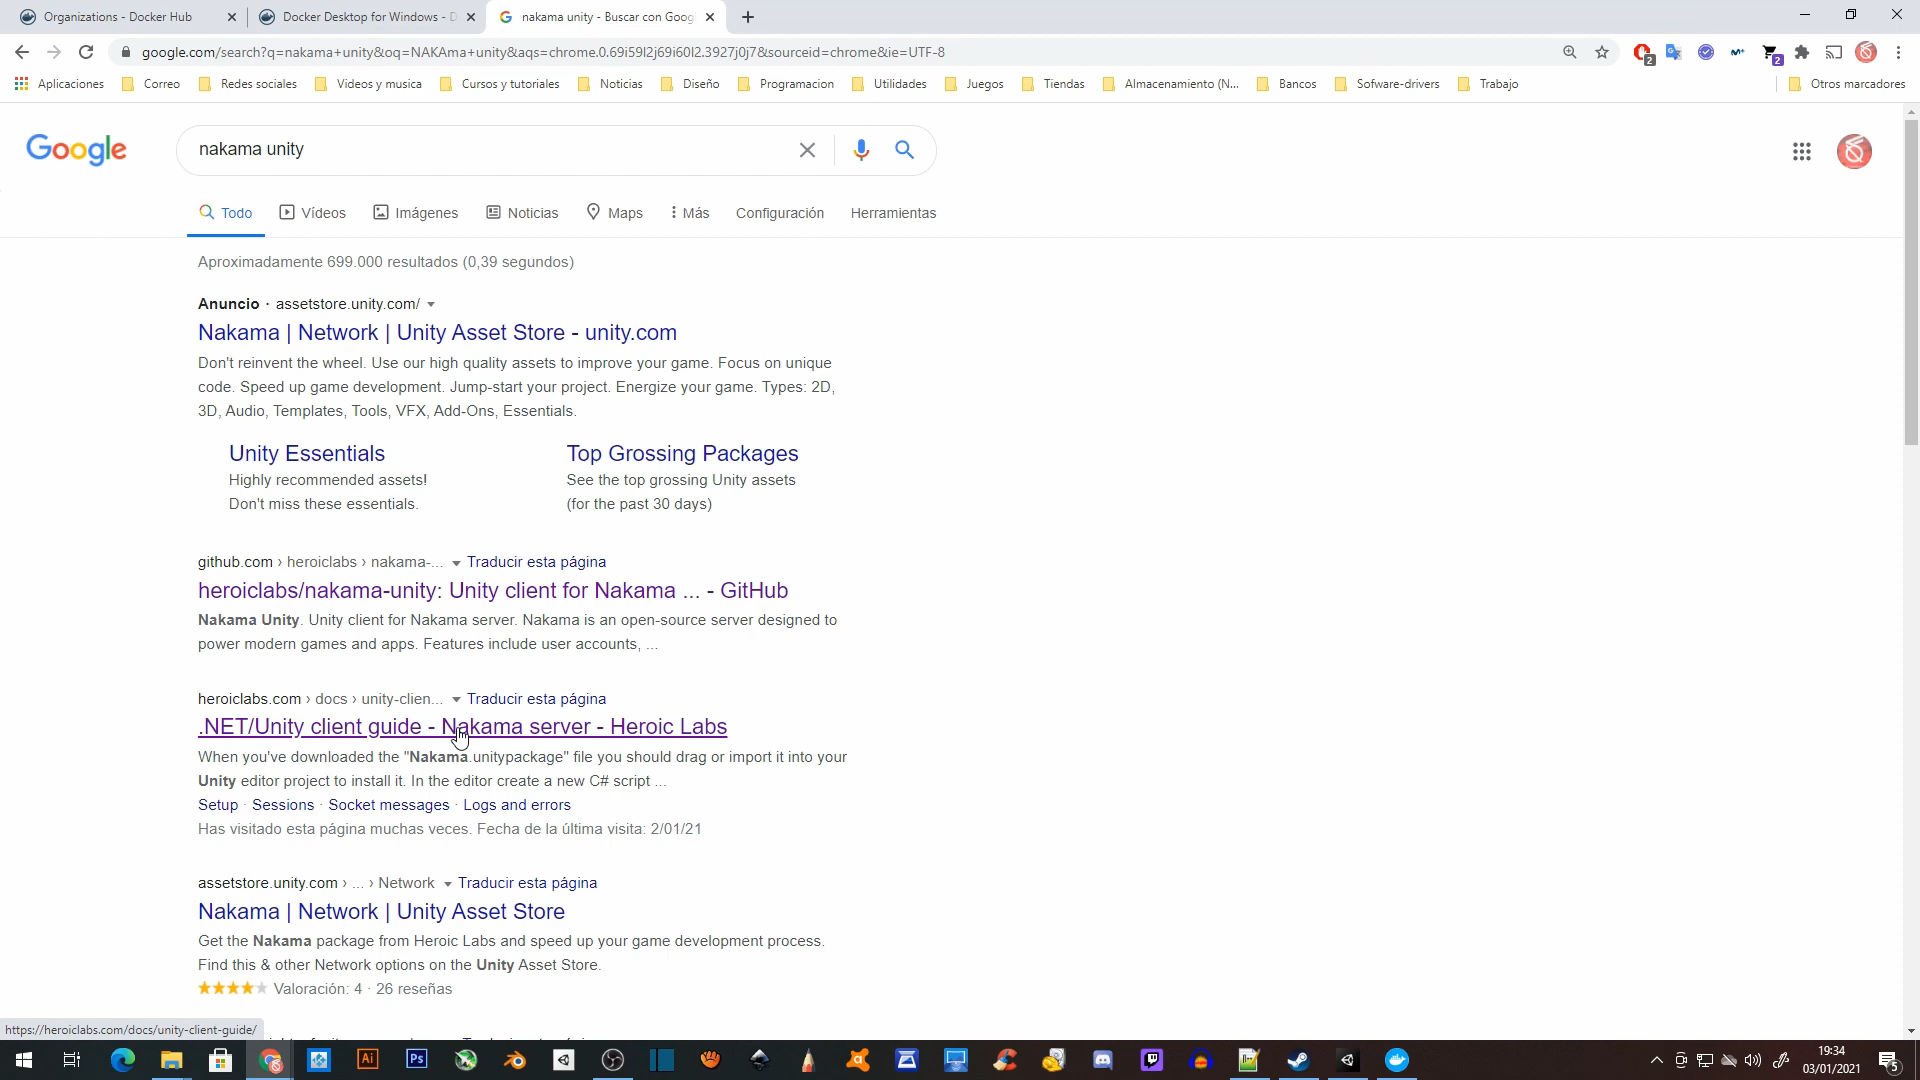 Organizations - Docker Hub
Docker Desktop for Windows - D
nakama unity - Buscar con Goog
google.com/search?q=nakama+unity&oq=NAKAma+unity&aqs=chrome.0.69i59l2j69i60l2.3927j0j7&sourceid=chrome&ie=UTF-8
Aplicaciones Correo Redes sociales Videos y musica Cursos y tutoriales Noticias Diseño Programacion Utilidades Juegos Tiendas Almacenamiento (N... Bancos Sofware-drivers Trabajo Otros marcadores
Google
nakama unity
Todo Vídeos Imágenes Noticias Maps Más Configuración Herramientas
Aproximadamente 699.000 resultados (0,39 segundos)
Anuncio · assetstore.unity.com/
Nakama | Network | Unity Asset Store - unity.com
Don't reinvent the wheel. Use our high quality assets to improve your game. Focus on unique
code. Speed up game development. Jump-start your project. Energize your game. Types: 2D,
3D, Audio, Templates, Tools, VFX, Add-Ons, Essentials.
Unity Essentials
Highly recommended assets!
Don't miss these essentials.
Top Grossing Packages
See the top grossing Unity assets
(for the past 30 days)
github.com › heroiclabs › nakama-... Traducir esta página
heroiclabs/nakama-unity: Unity client for Nakama ... - GitHub
Nakama Unity. Unity client for Nakama server. Nakama is an open-source server designed to
power modern games and apps. Features include user accounts, ...
heroiclabs.com › docs › unity-clien... Traducir esta página
.NET/Unity client guide - Nakama server - Heroic Labs
When you've downloaded the "Nakama.unitypackage" file you should drag or import it into your
Unity editor project to install it. In the editor create a new C# script ...
Setup · Sessions · Socket messages · Logs and errors
Has visitado esta página muchas veces. Fecha de la última visita: 2/01/21
assetstore.unity.com › ... › Network Traducir esta página
Nakama | Network | Unity Asset Store
Get the Nakama package from Heroic Labs and speed up your game development process.
Find this & other Network options on the Unity Asset Store.
Valoración: 4 · 26 reseñas
https://heroiclabs.com/docs/unity-client-guide/
Ai
Ps
19:34
03/01/2021
5